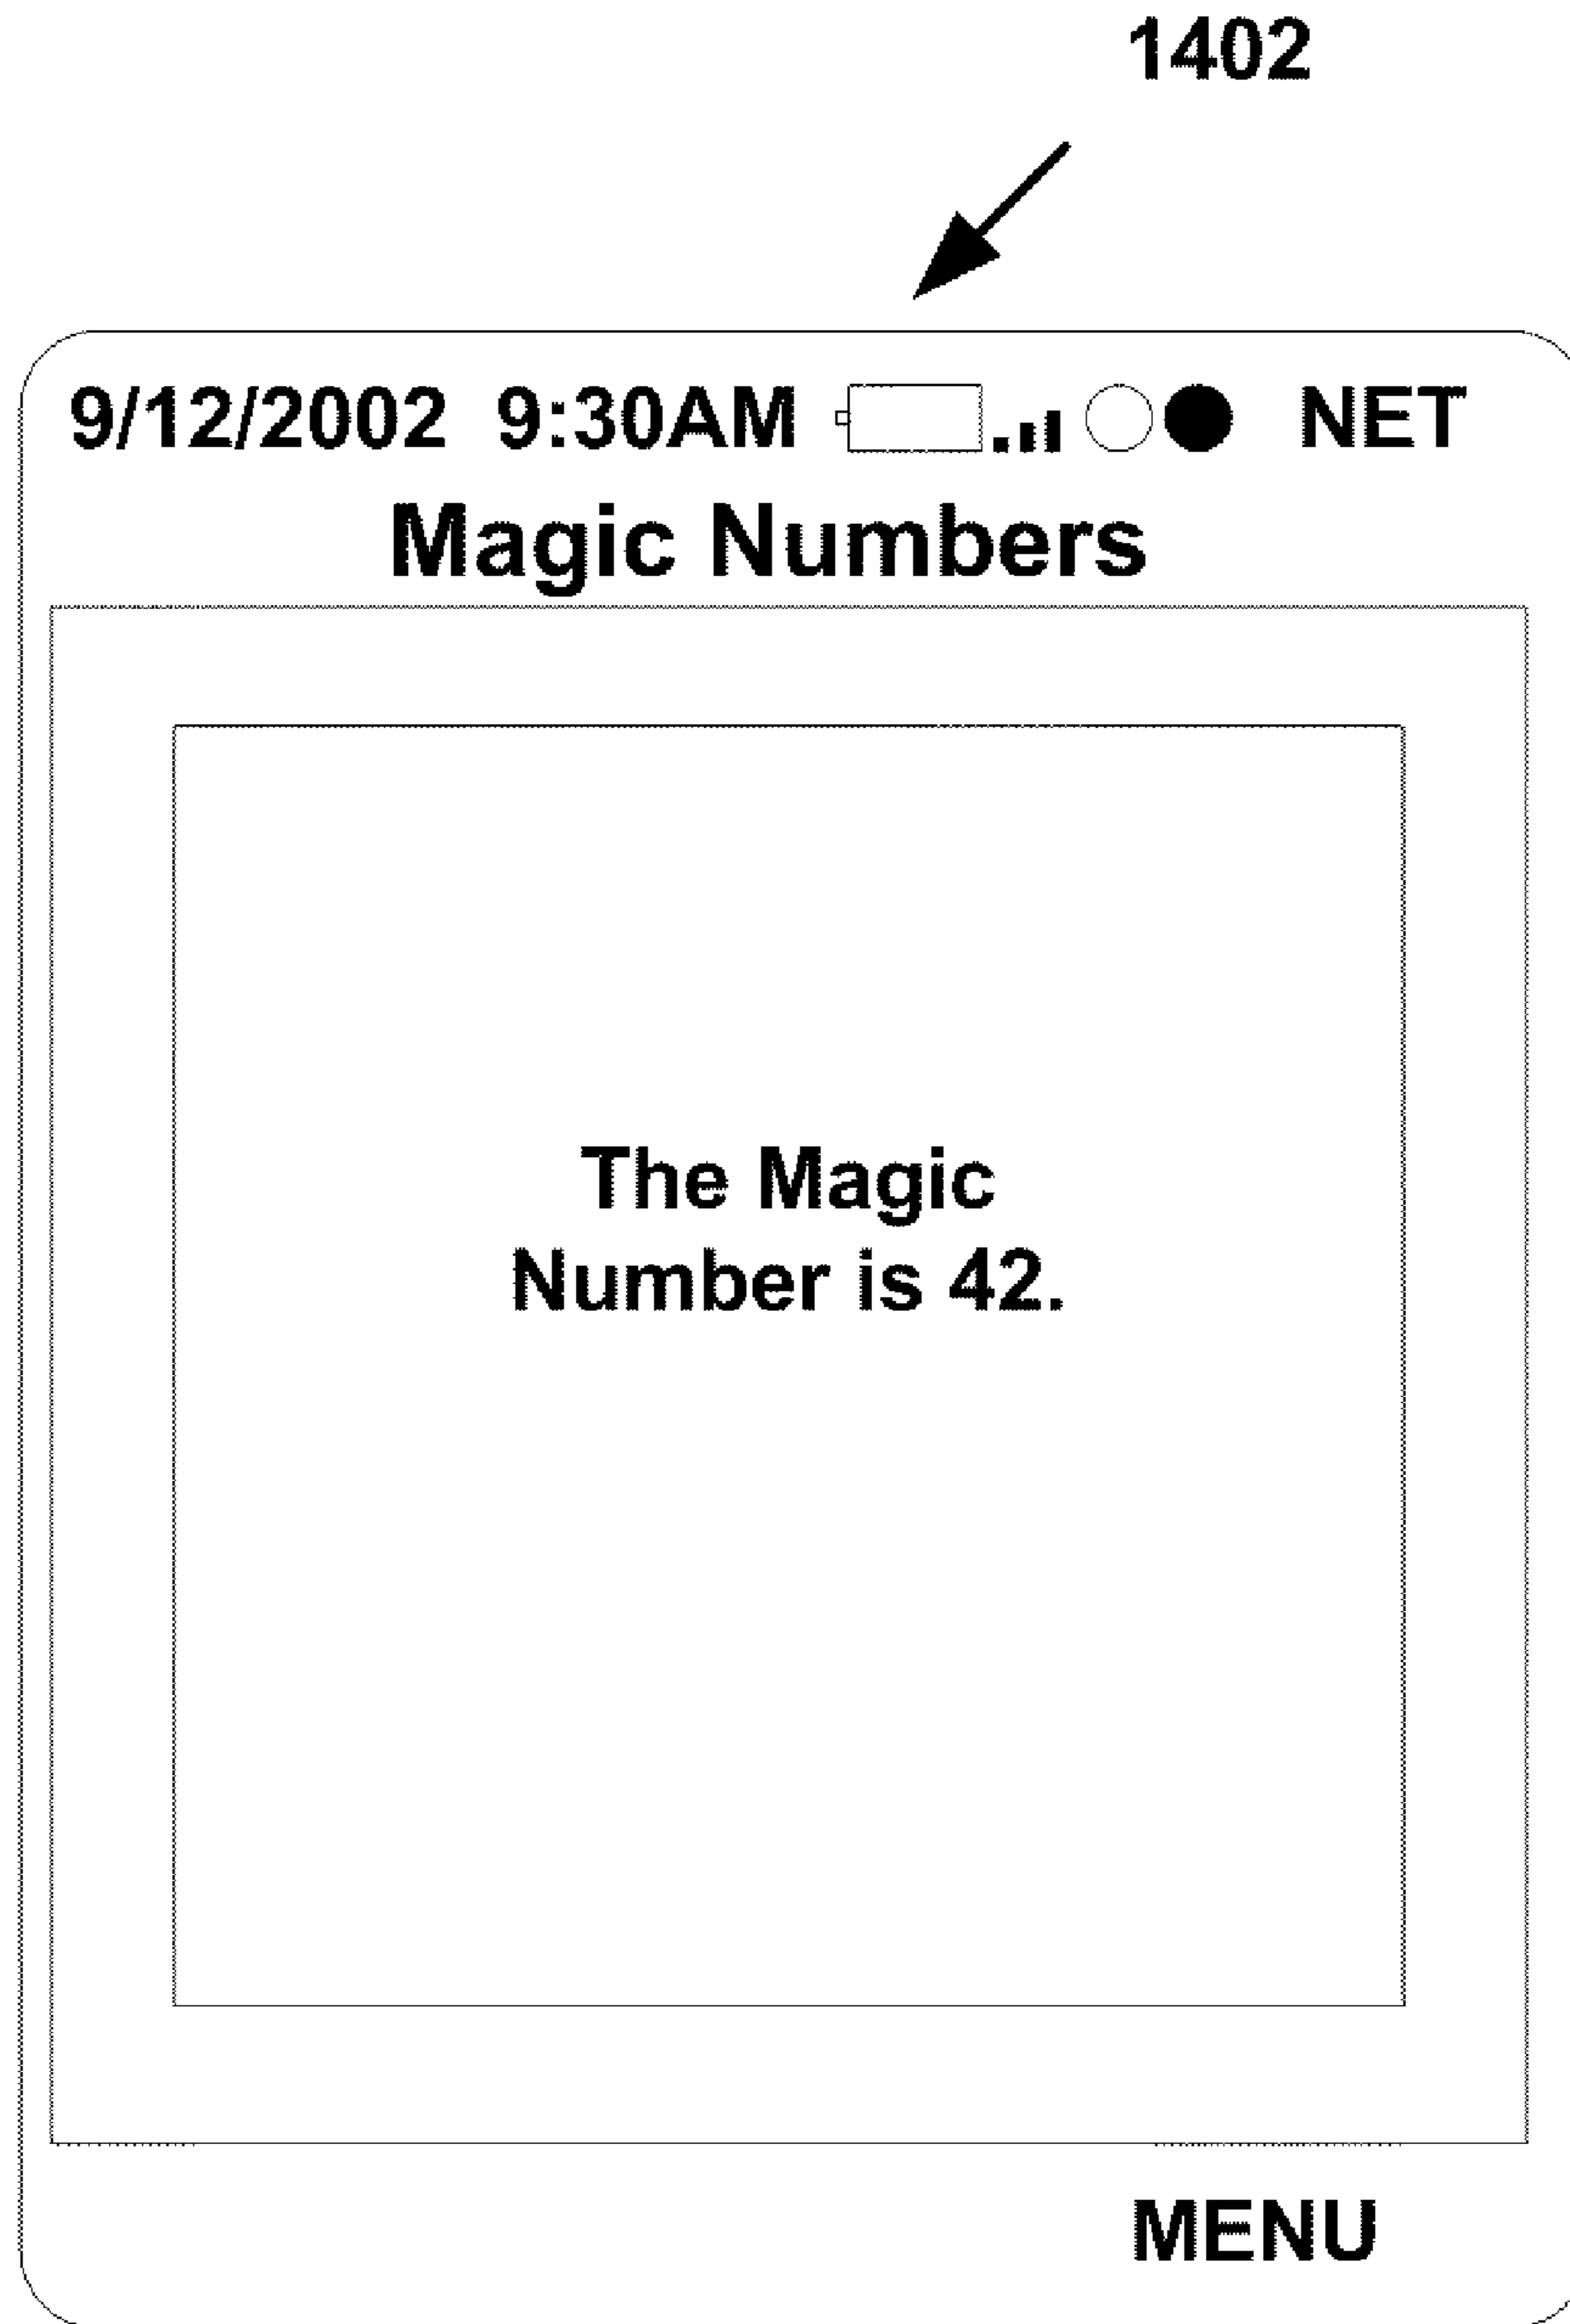 1402
9/12/2002 9:30AM NET
Magic Numbers
The Magic
Number is 42.
MENU